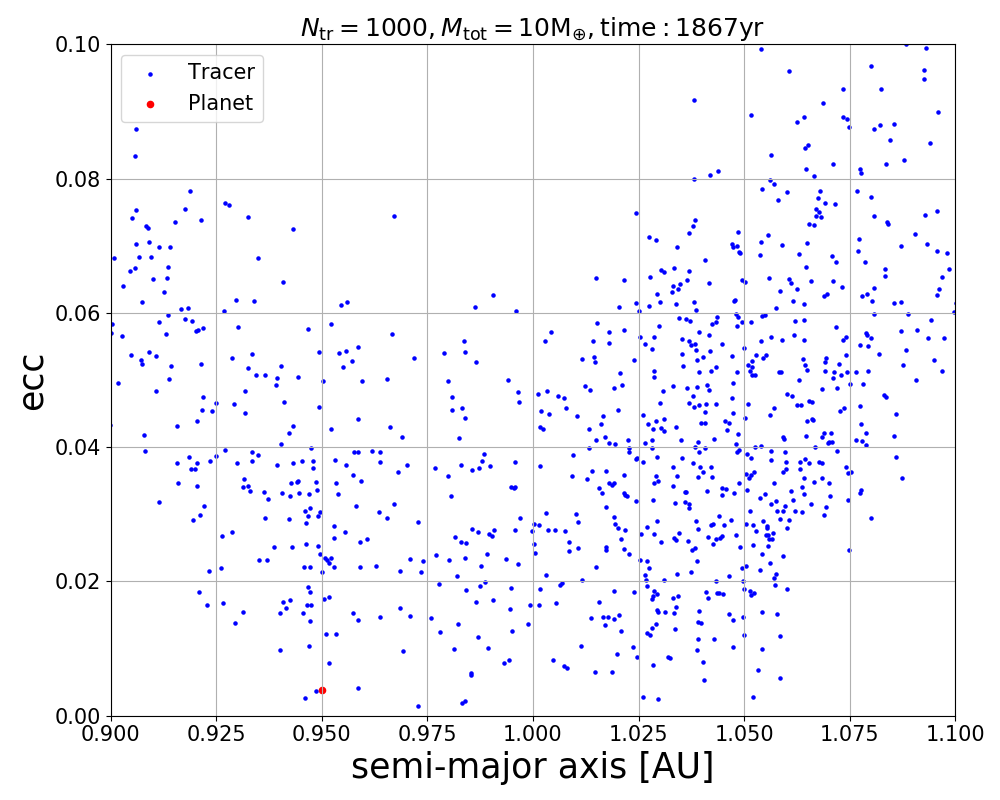 N_tr = 1000, M_tot = 10M_⊕, time : 1867yr
Tracer
Planet
ecc
0.10
0.08
0.06
0.04
0.02
0.00
0.900 0.925 0.950 0.975 1.000 1.025 1.050 1.075 1.100
semi-major axis [AU]